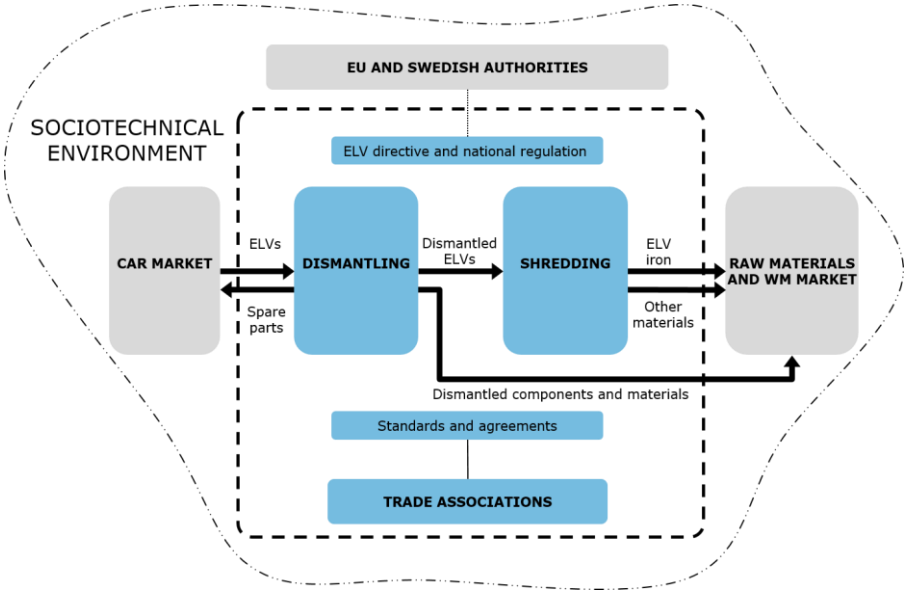 EU AND SWEDISH AUTHORITIES
SOCIOTECHNICAL
ENVIRONMENT
ELV directive and national regulation
CAR MARKET
ELVs
Spare
parts
DISMANTLING
Dismantled
ELVs
SHREDDING
ELV
iron
Other
materials
RAW MATERIALS
AND WM MARKET
Dismantled components and materials
Standards and agreements
TRADE ASSOCIATIONS